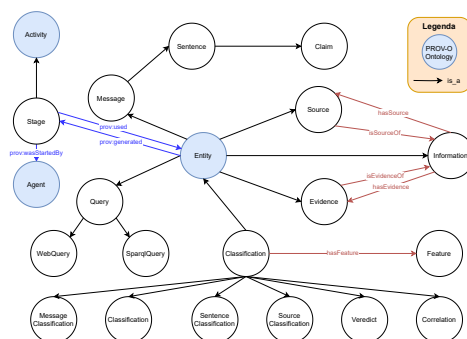 Legenda
Activity
Sentence
Claim
PROV-O
Ontology
is_a
Message
Source
hasSource
Stage
prov:used
isSourceOf
prov:generated
Entity
Information
prov:wasStartedBy
isEvidenceOf
Agent
hasEvidence
Query
Evidence
WebQuery
SparqlQuery
Classification
hasFeature
Feature
Message
Classification
Classification
Sentence
Classification
Source
Classification
Veredict
Correlation